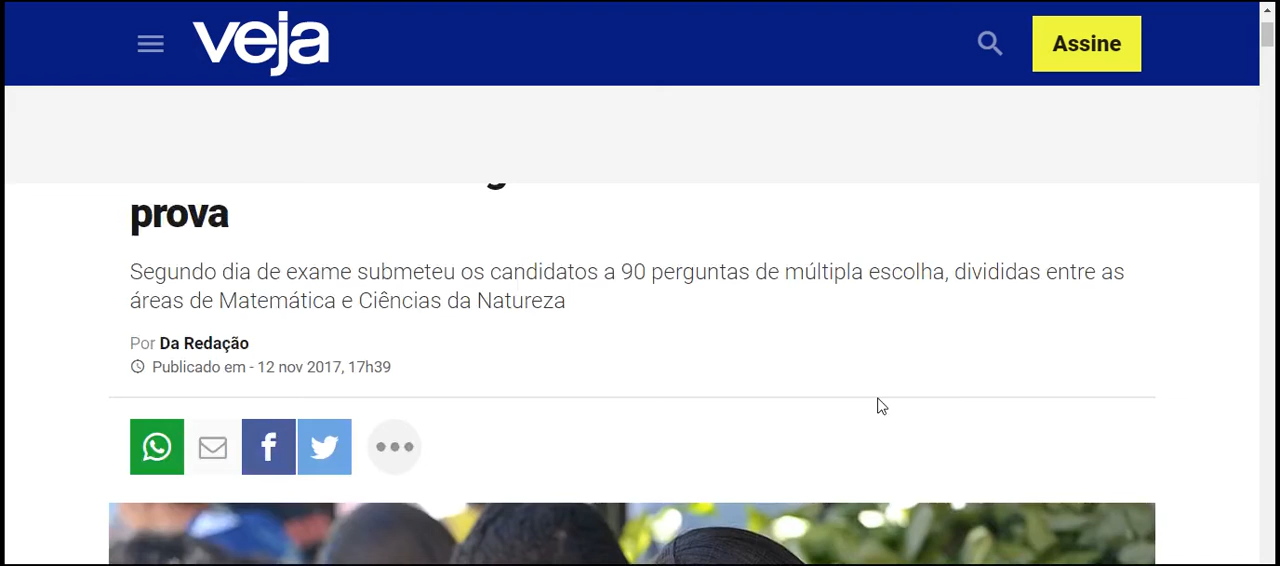 veja
Assine
prova
Segundo dia de exame submeteu os candidatos a 90 perguntas de múltipla escolha, divididas entre as
áreas de Matemática e Ciências da Natureza
Por Da Redação
Publicado em - 12 nov 2017, 17h39